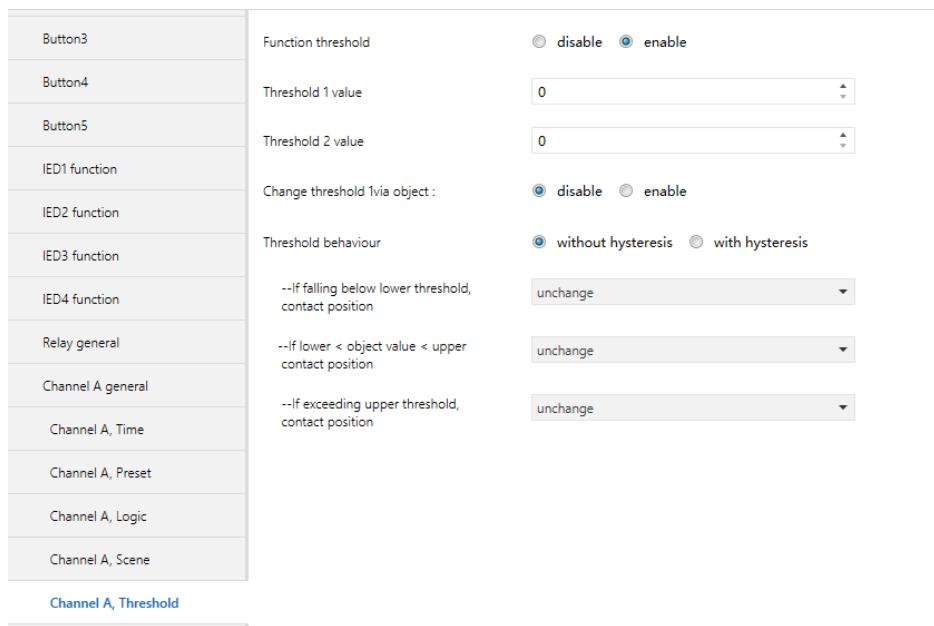 Button3
Button4
Button5
IED1 function
IED2 function
IED3 function
IED4 function
Relay general
Channel A general
Channel A, Time
Channel A, Preset
Channel A, Logic
Channel A, Scene
Channel A, Threshold
Function threshold disable enable
Threshold 1 value 0
Threshold 2 value 0
Change threshold 1via object : disable enable
Threshold behaviour without hysteresis with hysteresis
--If falling below lower threshold,
contact position unchange
--If lower < object value < upper
contact position unchange
--If exceeding upper threshold,
contact position unchange